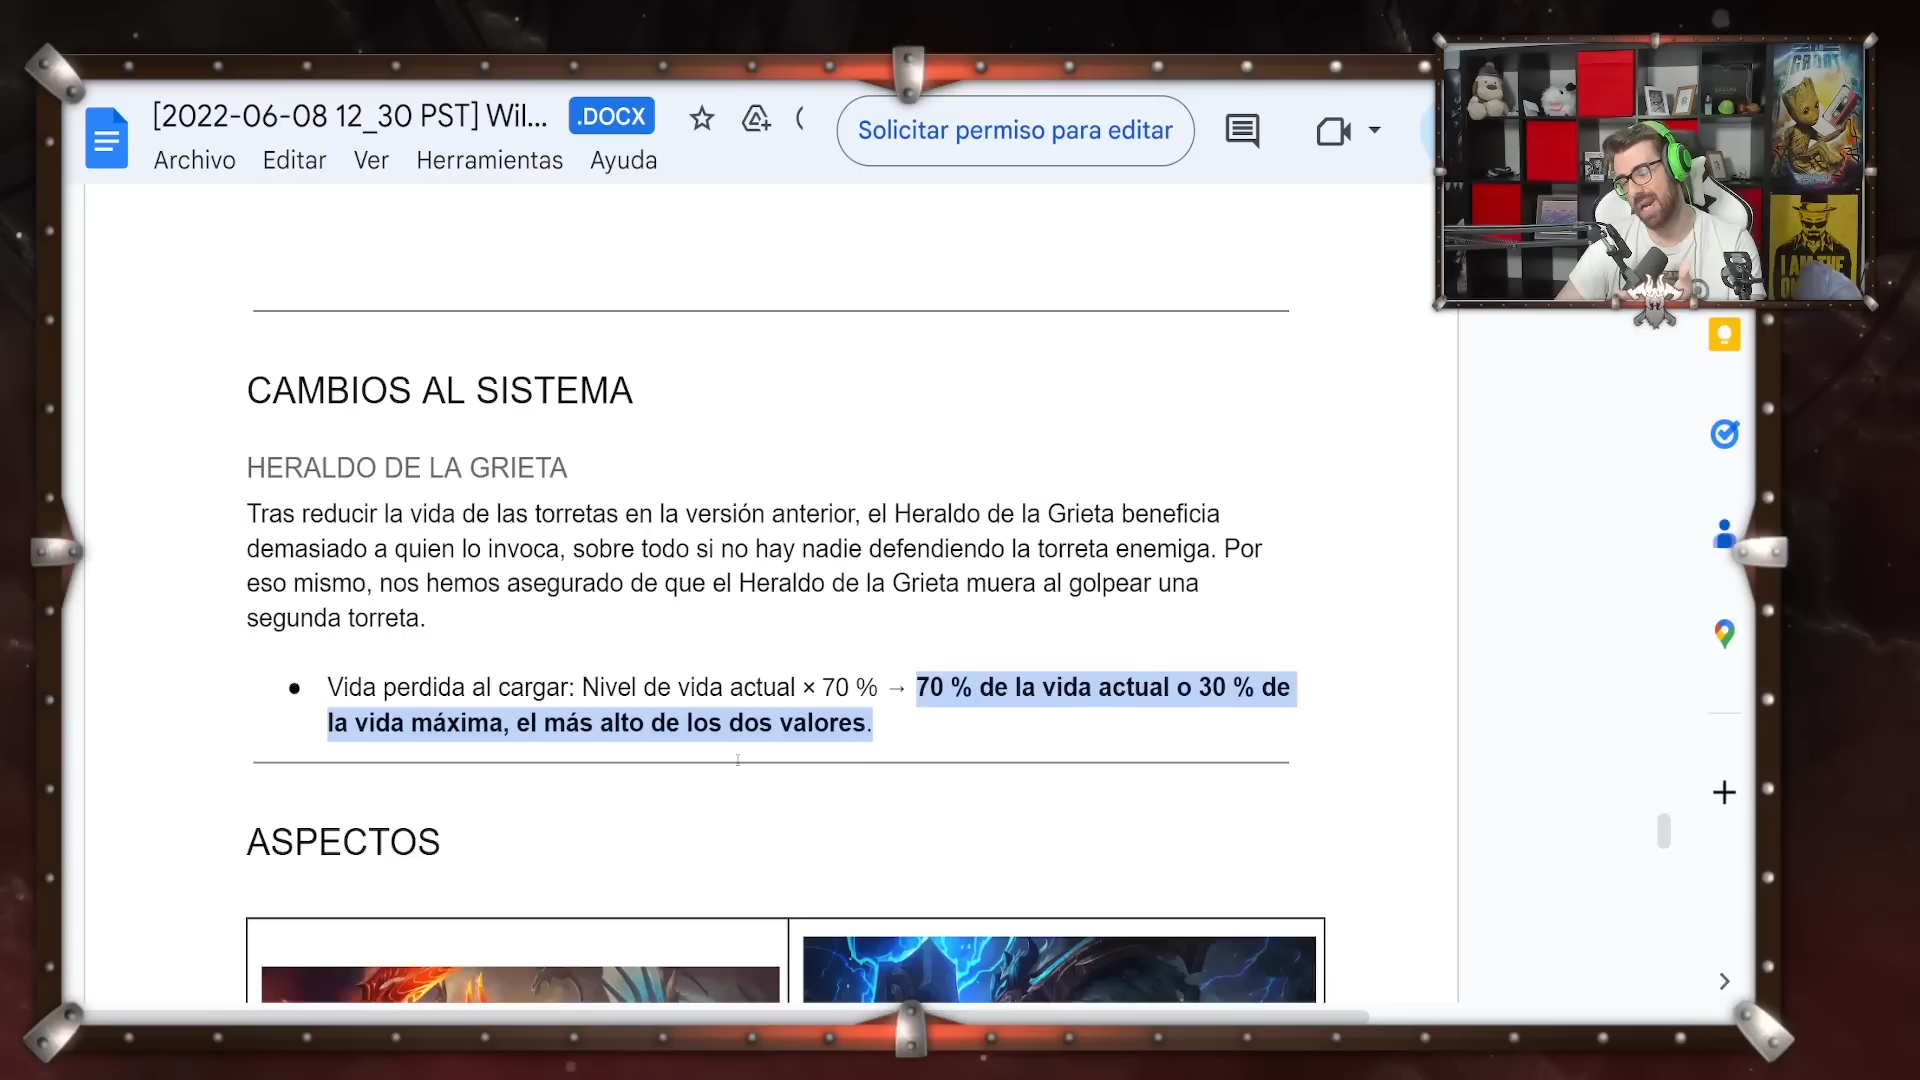 [2022-06-08 12_30 PST] Wil...
.DOCX
Solicitar permiso para editar
Archivo Editar Ver Herramientas Ayuda
CAMBIOS AL SISTEMA
HERALDO DE LA GRIETA
Tras reducir la vida de las torretas en la versión anterior, el Heraldo de la Grieta beneficia
demasiado a quien lo invoca, sobre todo si no hay nadie defendiendo la torreta enemiga. Por
eso mismo, nos hemos asegurado de que el Heraldo de la Grieta muera al golpear una
segunda torreta.
● Vida perdida al cargar: Nivel de vida actual × 70 % → 70 % de la vida actual o 30 % de
la vida máxima, el más alto de los dos valores.
ASPECTOS
GROOT
I AM THE